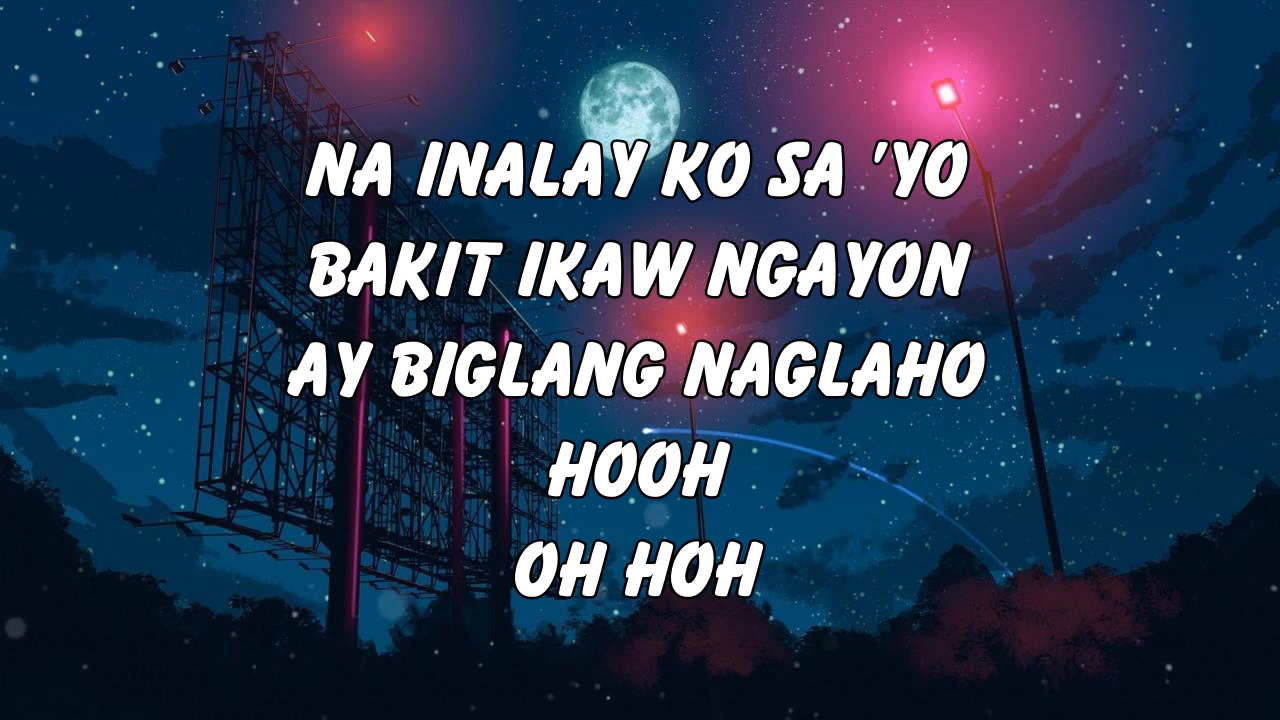 NA INALAY KO SA 'YO
BAKIT IKAW NGAYON
AY BIGLANG NAGLAHO
HOOH
OH HOH